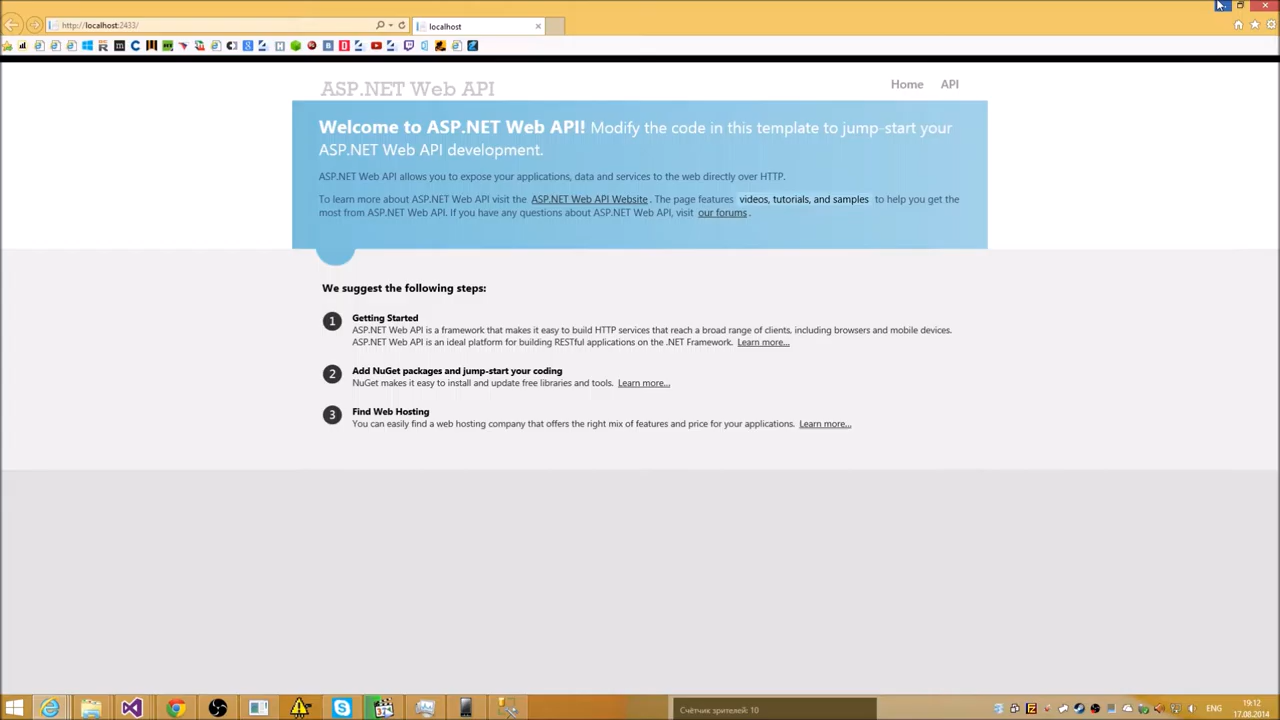 http://localhost:2433/
localhost
ASP.NET Web API
Home
API
Welcome to ASP.NET Web API! Modify the code in this template to jump-start your
ASP.NET Web API development.
ASP.NET Web API allows you to expose your applications, data and services to the web directly over HTTP.
To learn more about ASP.NET Web API visit the ASP.NET Web API Website . The page features videos, tutorials, and samples to help you get the
most from ASP.NET Web API. If you have any questions about ASP.NET Web API, visit our forums .
We suggest the following steps:
1
Getting Started
ASP.NET Web API is a framework that makes it easy to build HTTP services that reach a broad range of clients, including browsers and mobile devices.
ASP.NET Web API is an ideal platform for building RESTful applications on the .NET Framework. Learn more...
2
Add NuGet packages and jump-start your coding
NuGet makes it easy to install and update free libraries and tools. Learn more...
3
Find Web Hosting
You can easily find a web hosting company that offers the right mix of features and price for your applications. Learn more...
Счётчик зрителей: 10
ENG
19:12
17.08.2014